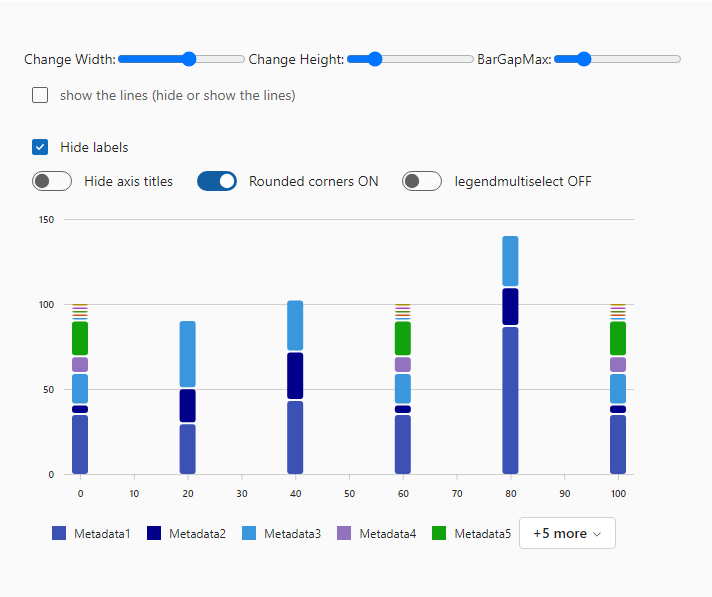 Change Width: Change Height: BarGapMax:
show the lines (hide or show the lines)
Hide labels
Hide axis titles Rounded corners ON legendmultiselect OFF
150
100
50
0
0 10 20 30 40 50 60 70 80 90 100
Metadata1 Metadata2 Metadata3 Metadata4 Metadata5 +5 more